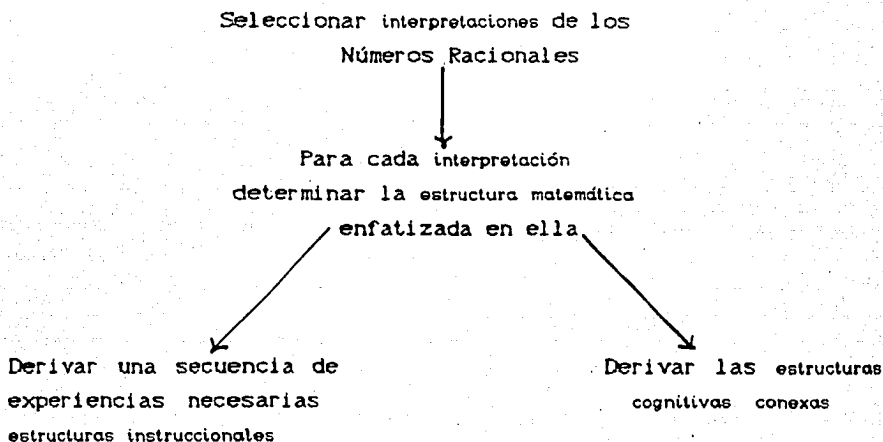 Seleccionar interpretaciones de los
Números Racionales
Para cada interpretación
determinar la estructura matemática
enfatizada en ella
Derivar una secuencia de
experiencias necesarias
estructuras instruccionales
Derivar las estructuras
cognitivas conexas